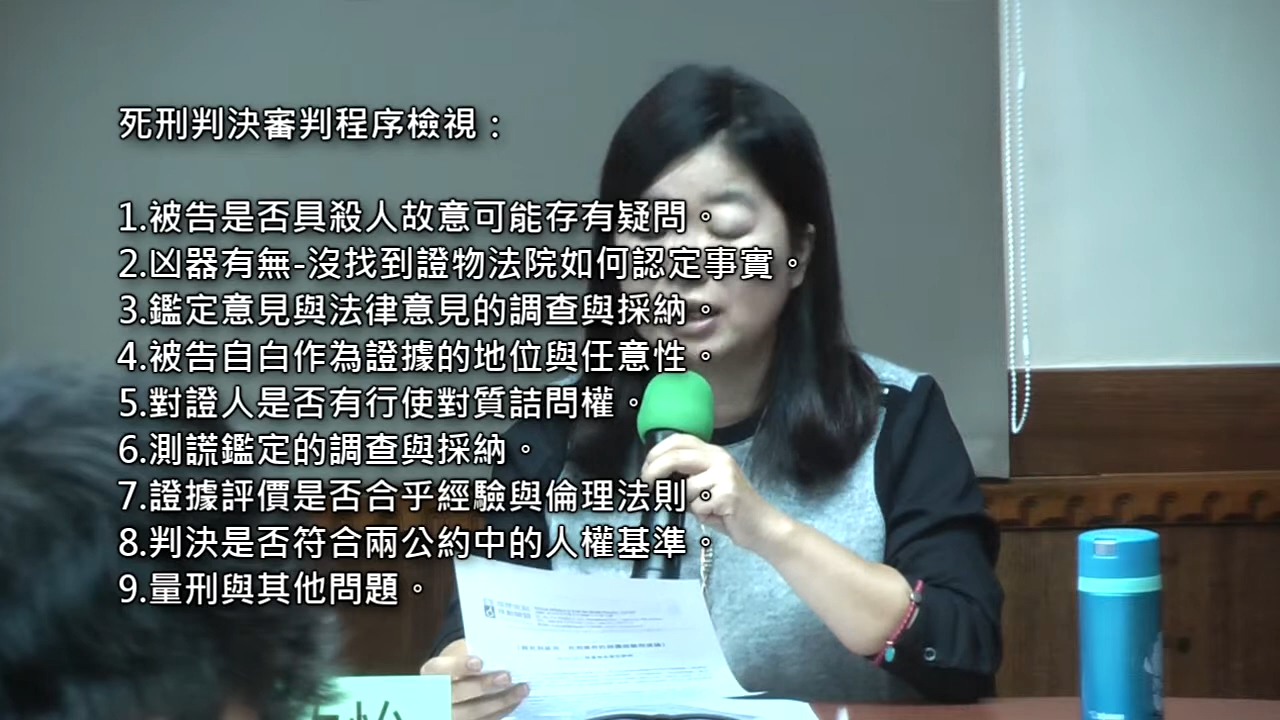 死刑判決審判程序檢視：
1.被告是否具殺人故意可能存有疑問。
2.凶器有無-沒找到證物法院如何認定事實。
3.鑑定意見與法律意見的調查與採納。
4.被告自白作為證據的地位與任意性。
5.對證人是否有行使對質詰問權。
6.測謊鑑定的調查與採納。
7.證據評價是否合乎經驗與倫理法則。
8.判決是否符合兩公約中的人權基準。
9.量刑與其他問題。
怡